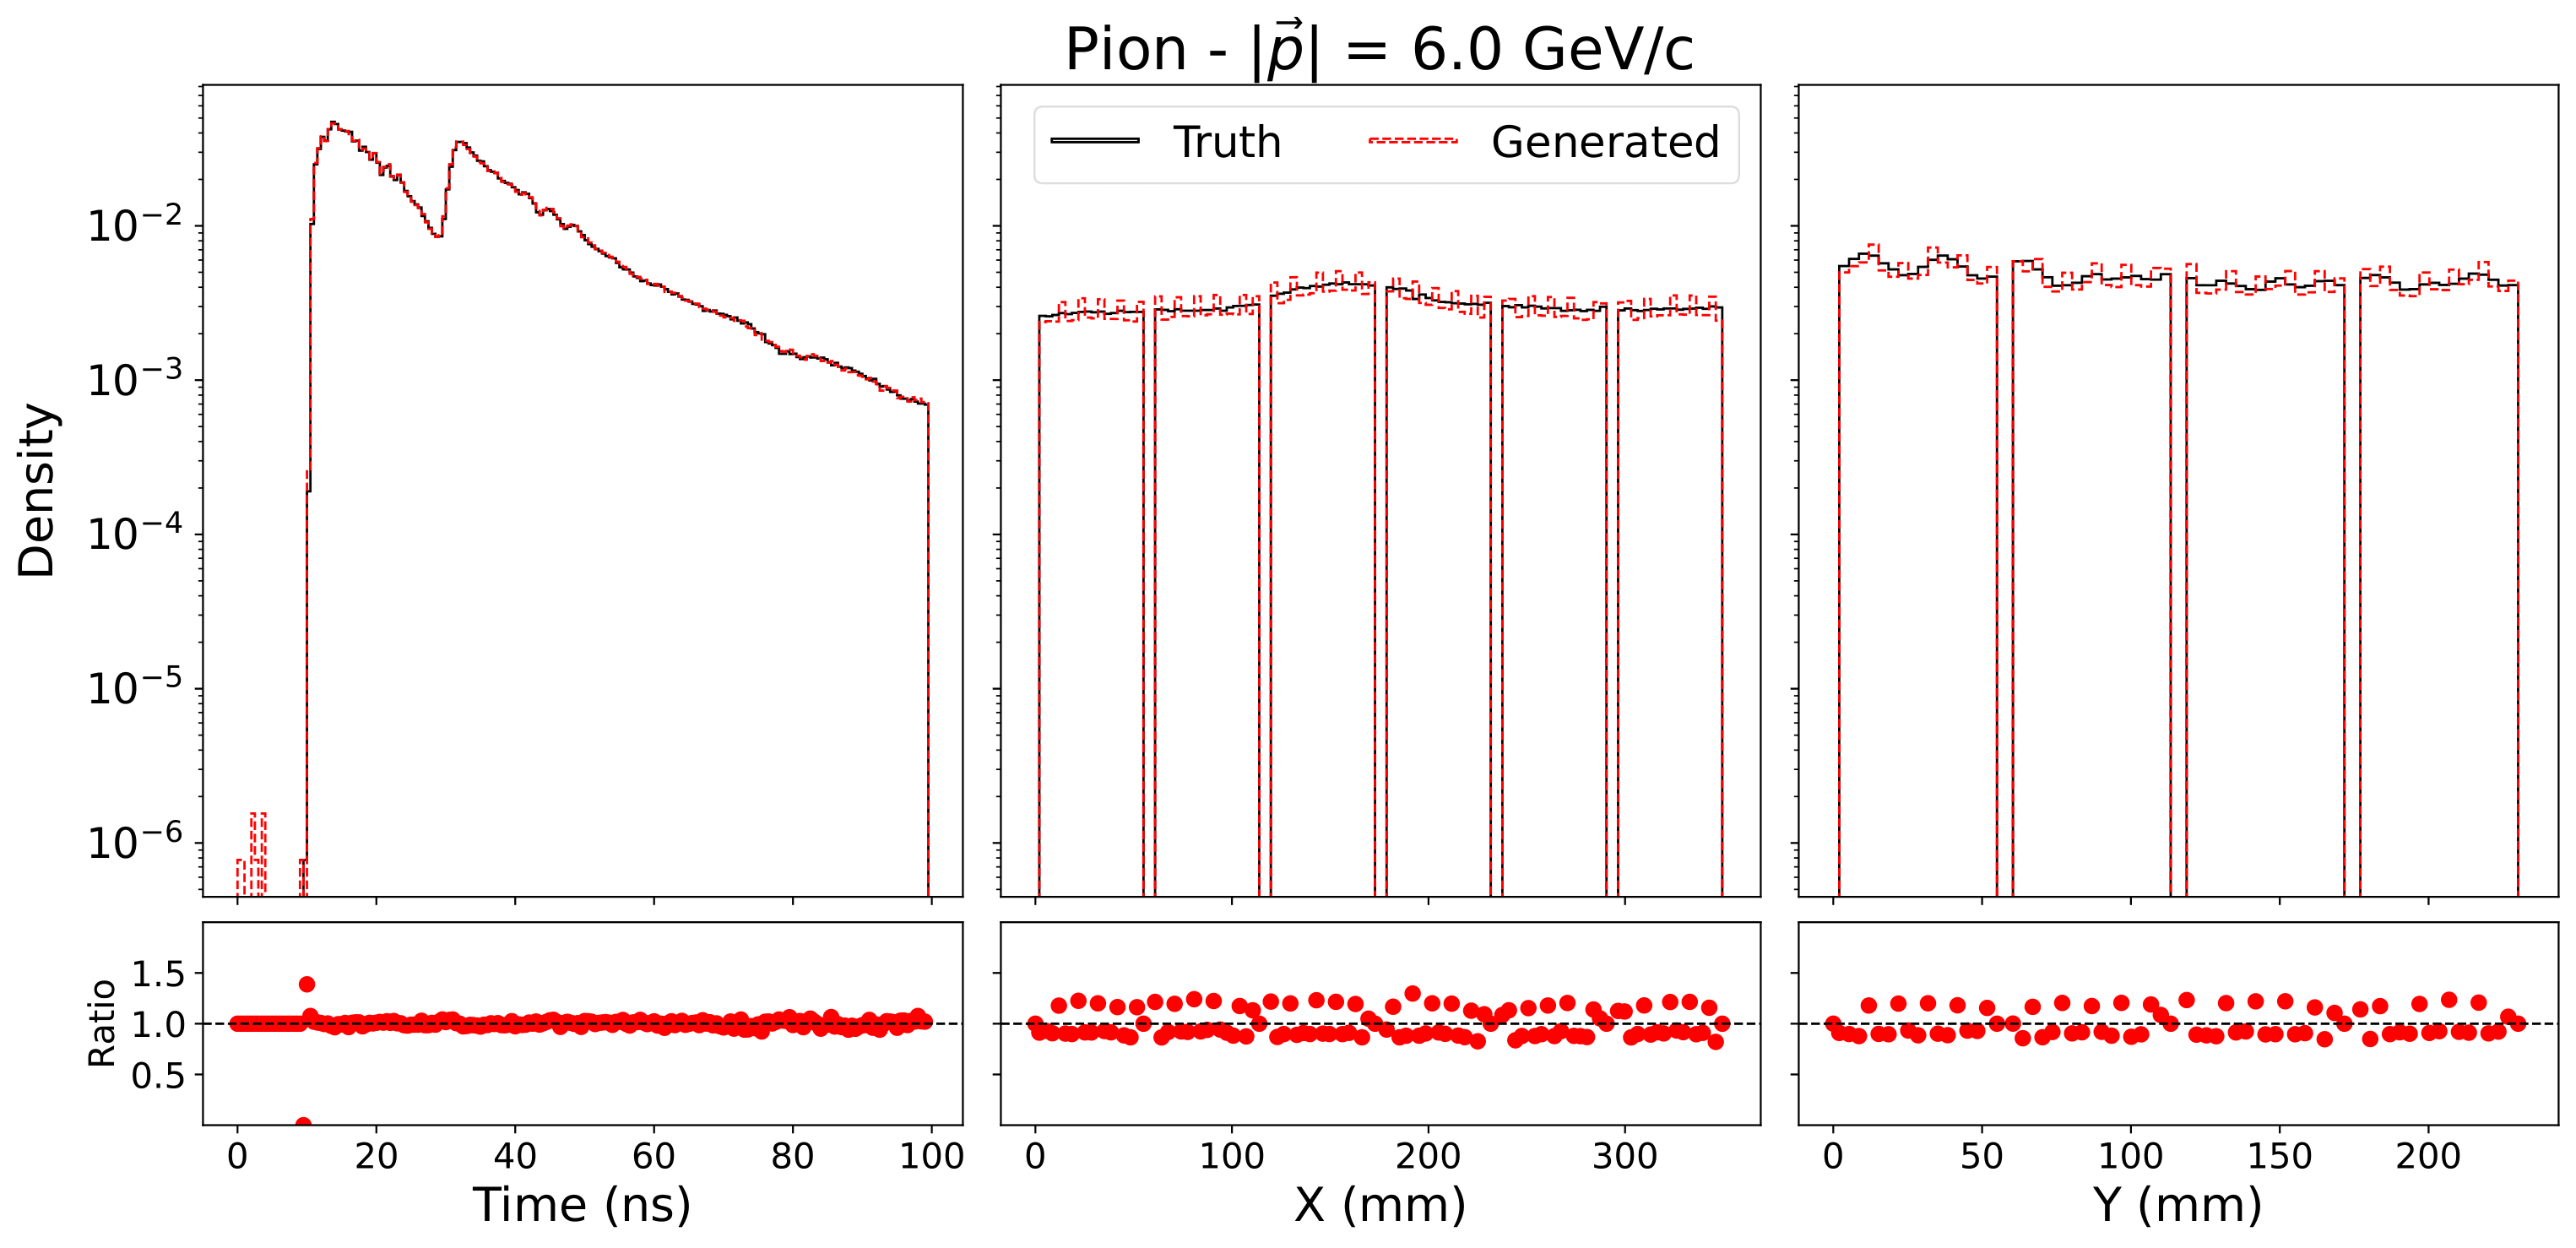 Pion - |p⃗| = 6.0 GeV/c
Truth
Generated
Density
10⁻²
10⁻³
10⁻⁴
10⁻⁵
10⁻⁶
Ratio
1.5
1.0
0.5
0 20 40 60 80 100
0 100 200 300
0 50 100 150 200
Time (ns)
X (mm)
Y (mm)